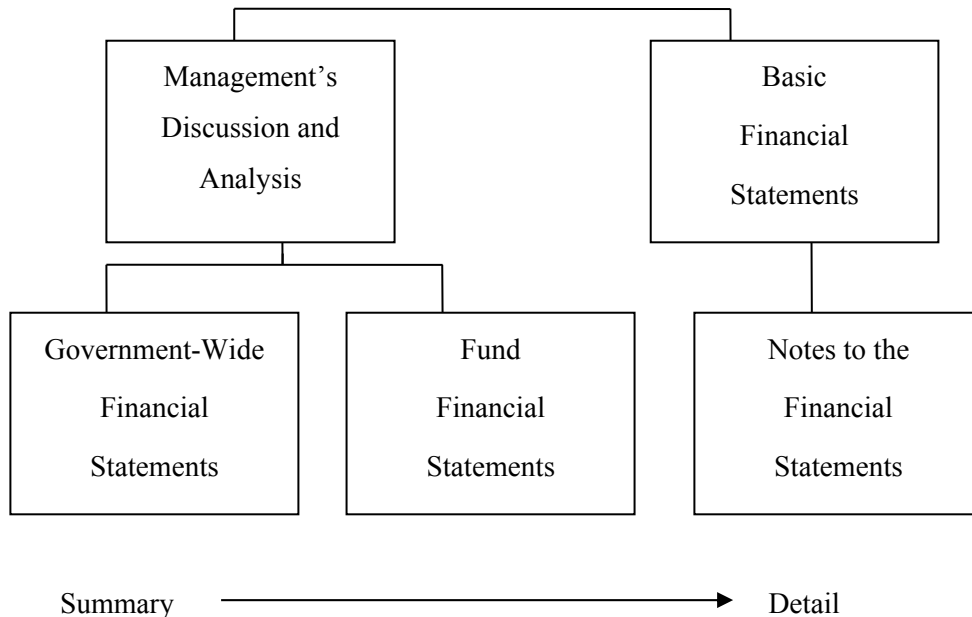 Management’s
Discussion and
Analysis
Basic
Financial
Statements
Government-Wide
Financial
Statements
Fund
Financial
Statements
Notes to the
Financial
Statements
Summary
Detail